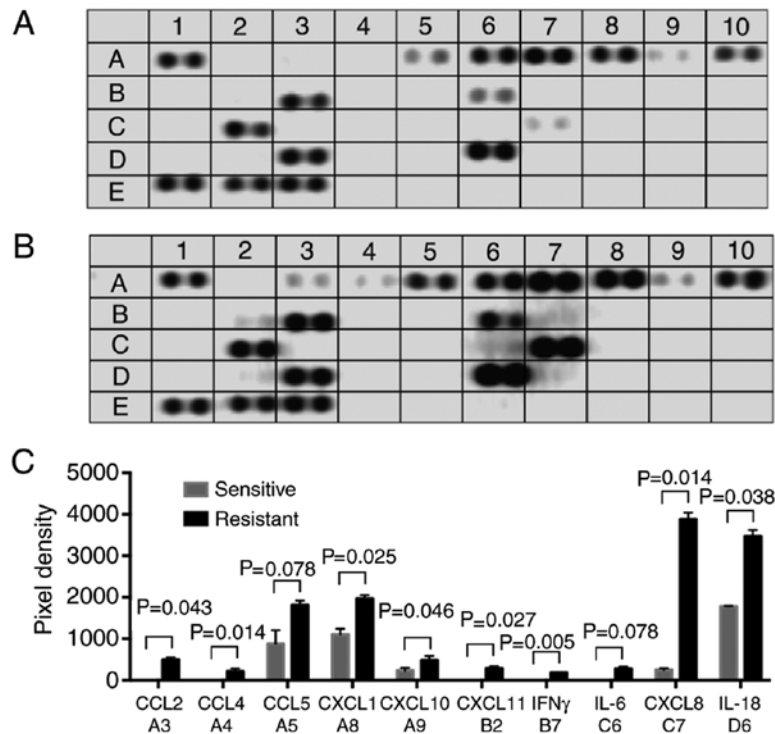 A
1 2 3 4 5 6 7 8 9 10
A
B
C
D
E
B
1 2 3 4 5 6 7 8 9 10
A
B
C
D
E
C
Pixel density
5000
4000
3000
2000
1000
0
Sensitive
Resistant
P=0.043
P=0.014
P=0.078
P=0.025
P=0.046
P=0.027
P=0.005
P=0.078
P=0.014
P=0.038
CCL2 CCL4 CCL5 CXCL1 CXCL10 CXCL11 IFNγ IL-6 CXCL8 IL-18
A3 A4 A5 A8 A9 B2 B7 C6 C7 D6